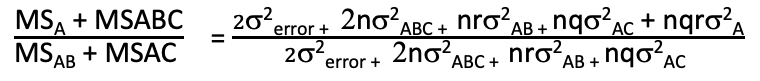 MS_A + MSABC = 2σ²_error + 2nσ²_ABC + nrσ²_AB + nqσ²_AC + nqrσ²_A
MS_AB + MSAC 2σ²_error + 2nσ²_ABC + nrσ²_AB + nqσ²_AC